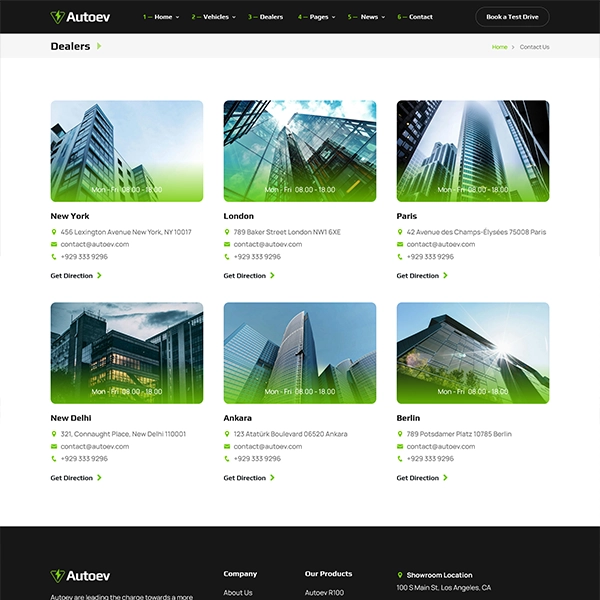 Autoev
1 — Home
2 — Vehicles
3 — Dealers
4 — Pages
5 — News
6 — Contact
Book a Test Drive
Dealers
Home > Contact Us
Mon - Fri 08.00 - 18.00
Mon - Fri 08.00 - 18.00
Mon - Fri 08.00 - 18.00
New York
456 Lexington Avenue New York, NY 10017
contact@autoev.com
+929 333 9296
Get Direction
London
789 Baker Street London NW1 6XE
contact@autoev.com
+929 333 9296
Get Direction
Paris
42 Avenue des Champs-Élysées 75008 Paris
contact@autoev.com
+929 333 9296
Get Direction
Mon - Fri 08.00 - 18.00
Mon - Fri 08.00 - 18.00
Mon - Fri 08.00 - 18.00
New Delhi
321, Connaught Place, New Delhi 110001
contact@autoev.com
+929 333 9296
Get Direction
Ankara
123 Atatürk Boulevard 06520 Ankara
contact@autoev.com
+929 333 9296
Get Direction
Berlin
789 Potsdamer Platz 10785 Berlin
contact@autoev.com
+929 333 9296
Get Direction
Autoev
Autoev are leading the charge towards a more
Company
About Us
Our Products
Autoev R100
Showroom Location
100 S Main St, Los Angeles, CA